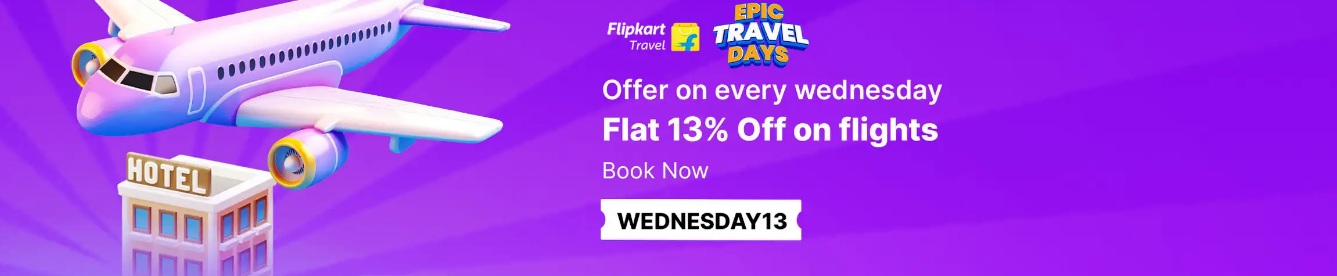 Flipkart
Travel
EPIC
TRAVEL
DAYS
Offer on every wednesday
Flat 13% Off on flights
Book Now
WEDNESDAY13
HOTEL